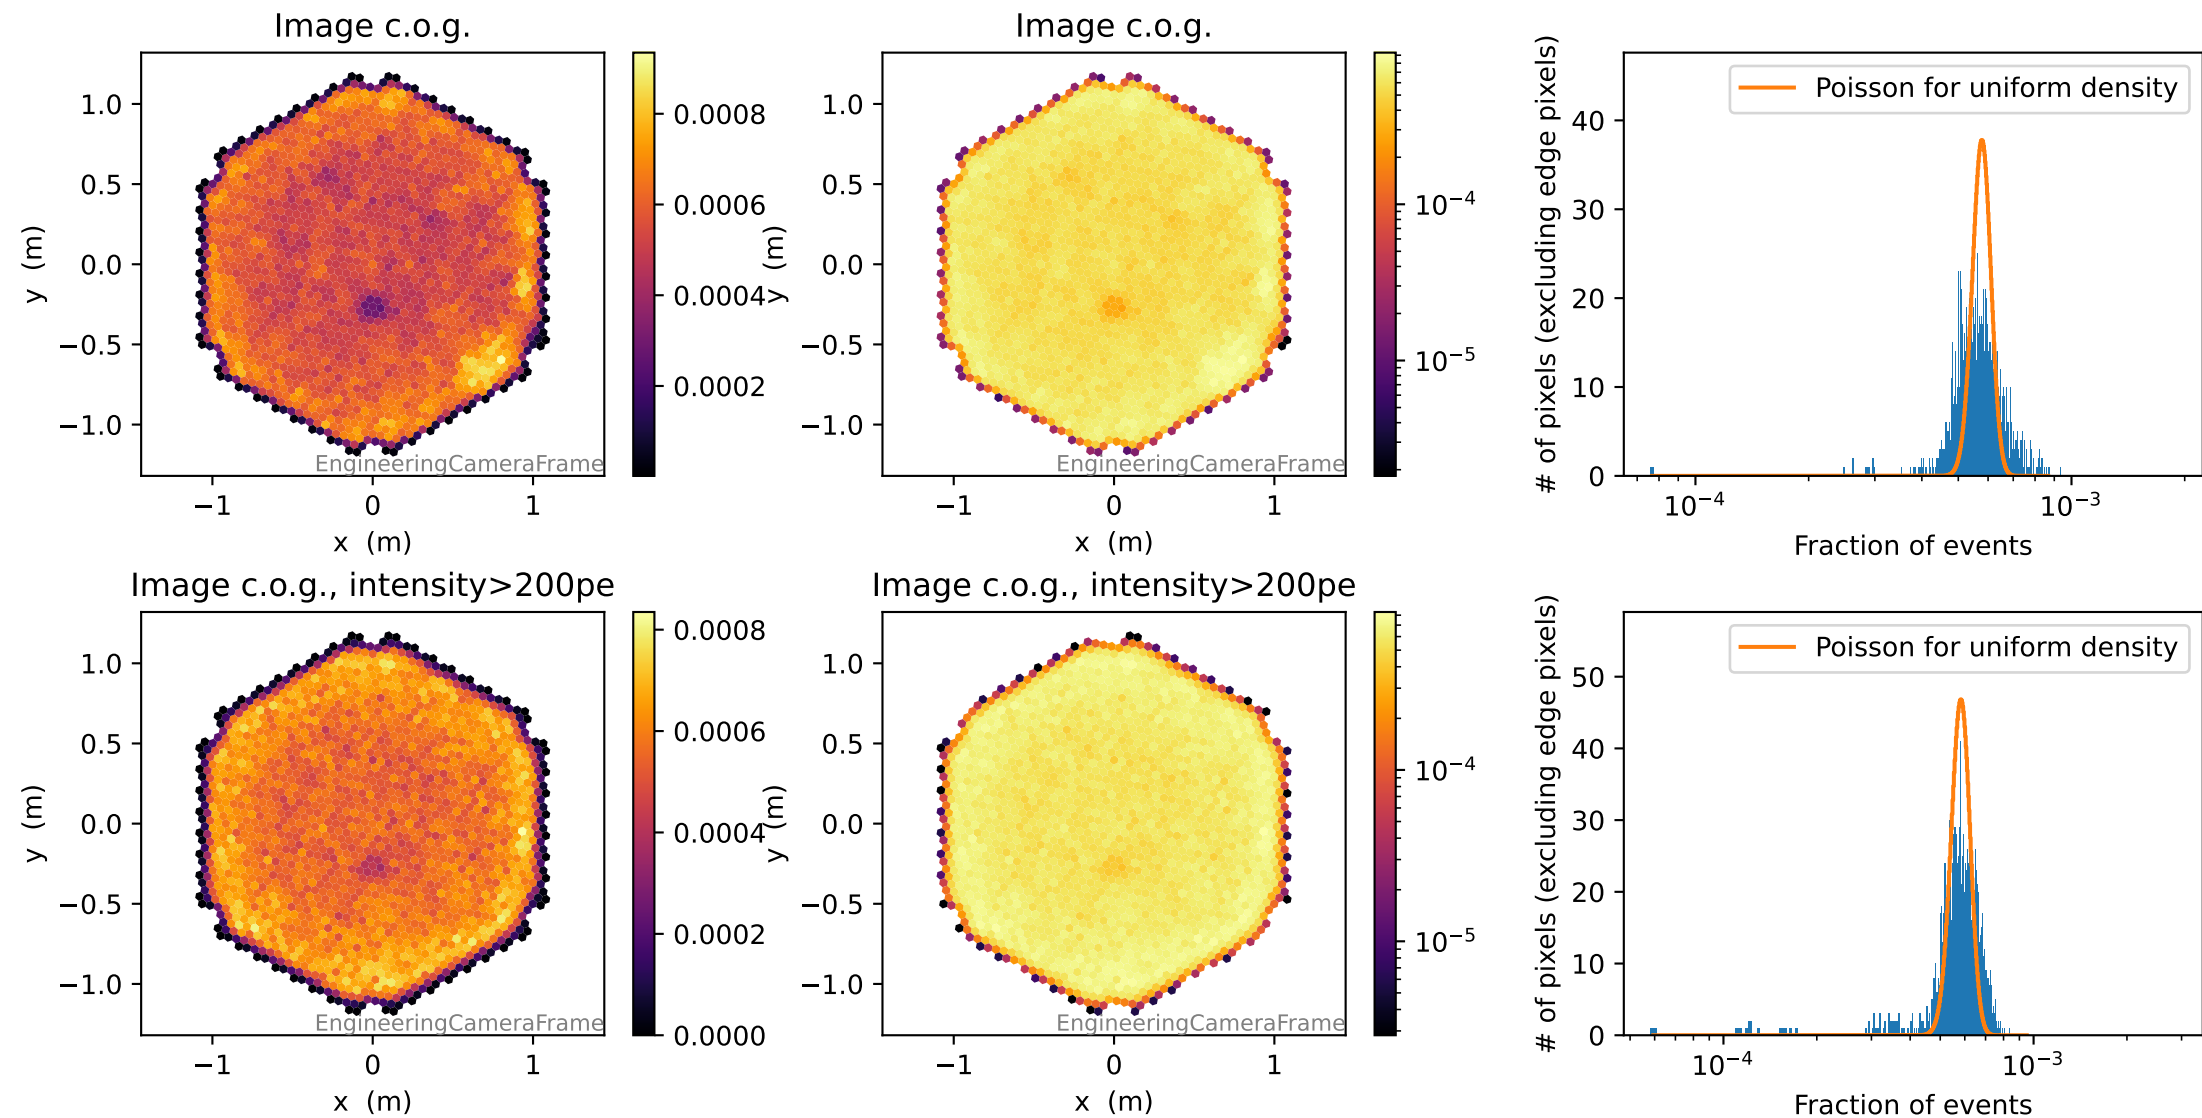 Image c.o.g.
1.0
0.5
0.0
−0.5
−1.0
y (m)
−1
0
1
x (m)
EngineeringCameraFrame
0.0008
0.0006
0.0004
0.0002
Image c.o.g.
1.0
0.5
0.0
−0.5
−1.0
y (m)
−1
0
1
x (m)
EngineeringCameraFrame
10⁻⁴
10⁻⁵
# of pixels (excluding edge pixels)
40
30
20
10
0
Poisson for uniform density
10⁻⁴
10⁻³
Fraction of events
Image c.o.g., intensity>200pe
1.0
0.5
0.0
−0.5
−1.0
y (m)
−1
0
1
x (m)
EngineeringCameraFrame
0.0008
0.0006
0.0004
0.0002
0.0000
Image c.o.g., intensity>200pe
1.0
0.5
0.0
−0.5
−1.0
y (m)
−1
0
1
x (m)
EngineeringCameraFrame
10⁻⁴
10⁻⁵
# of pixels (excluding edge pixels)
50
40
30
20
10
0
Poisson for uniform density
10⁻⁴
10⁻³
Fraction of events